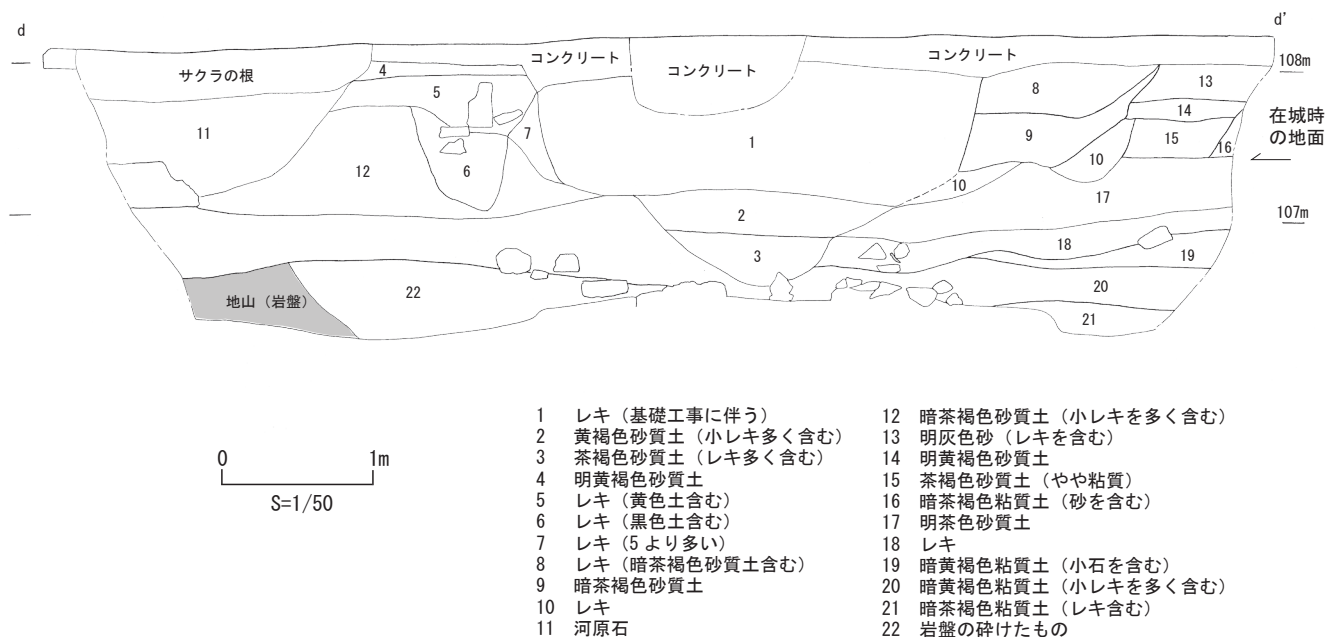 d
d’
サクラの根
コンクリート
コンクリート
コンクリート
108m
4
5
8
13
14
在城時
の地面
11
7
1
9
15
16
12
6
10
10
17
2
107m
3
18
19
地山（岩盤）
22
20
21
0 1m
S=1/50
1 レキ（基礎工事に伴う）
2 黄褐色砂質土（小レキ多く含む）
3 茶褐色砂質土（レキ多く含む）
4 明黄褐色砂質土
5 レキ（黄色土含む）
6 レキ（黒色土含む）
7 レキ（5 より多い）
8 レキ（暗茶褐色砂質土含む）
9 暗茶褐色砂質土
10 レキ
11 河原石
12 暗茶褐色砂質土（小レキを多く含む）
13 明灰色砂（レキを含む）
14 明黄褐色砂質土
15 茶褐色砂質土（やや粘質）
16 暗茶褐色粘質土（砂を含む）
17 明茶色砂質土
18 レキ
19 暗黄褐色粘質土（小石を含む）
20 暗黄褐色粘質土（小レキを多く含む）
21 暗茶褐色粘質土（レキ含む）
22 岩盤の砕けたもの